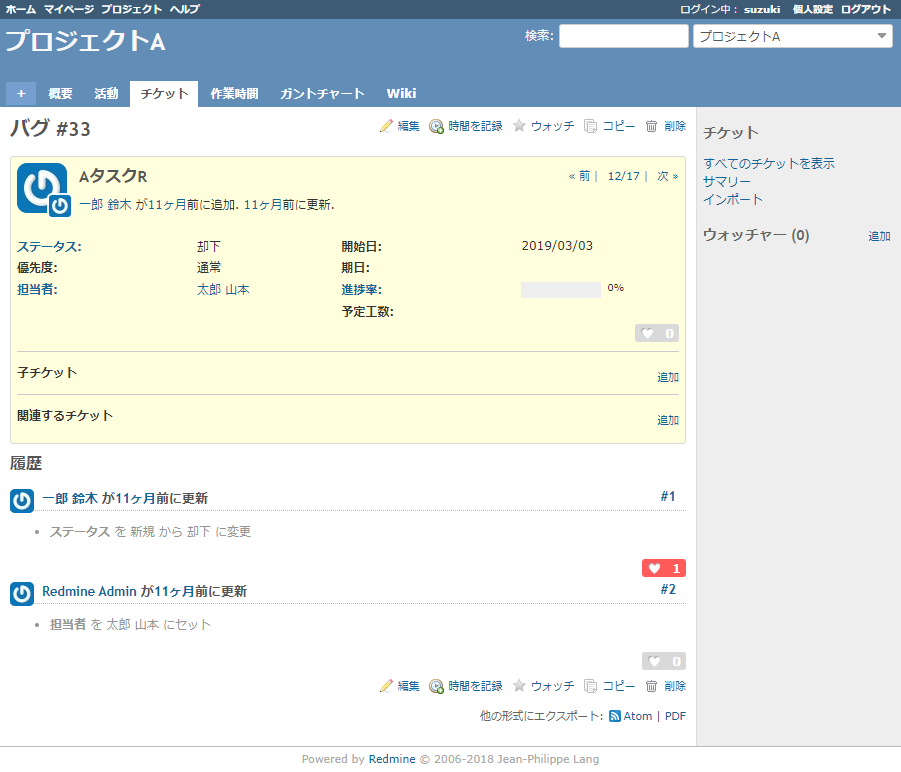 ホーム マイページ プロジェクト ヘルプ ログイン中： suzuki 個人設定 ログアウト
プロジェクトA 検索: プロジェクトA
+ 概要 活動 チケット 作業時間 ガントチャート Wiki
バグ #33 編集 時間を記録 ウォッチ コピー 削除
AタスクR « 前 | 12/17 | 次 »
一郎 鈴木 が11ヶ月前に追加. 11ヶ月前に更新.
ステータス: 却下 開始日: 2019/03/03
優先度: 通常 期日:
担当者: 太郎 山本 進捗率: 0%
予定工数:
0
子チケット 追加
関連するチケット 追加
履歴
一郎 鈴木 が11ヶ月前に更新 #1
• ステータス を 新規 から 却下 に変更
1
Redmine Admin が11ヶ月前に更新 #2
• 担当者 を 太郎 山本 にセット
0
編集 時間を記録 ウォッチ コピー 削除
他の形式にエクスポート: Atom | PDF
チケット
すべてのチケットを表示
サマリー
インポート
ウォッチャー (0) 追加
Powered by Redmine © 2006-2018 Jean-Philippe Lang